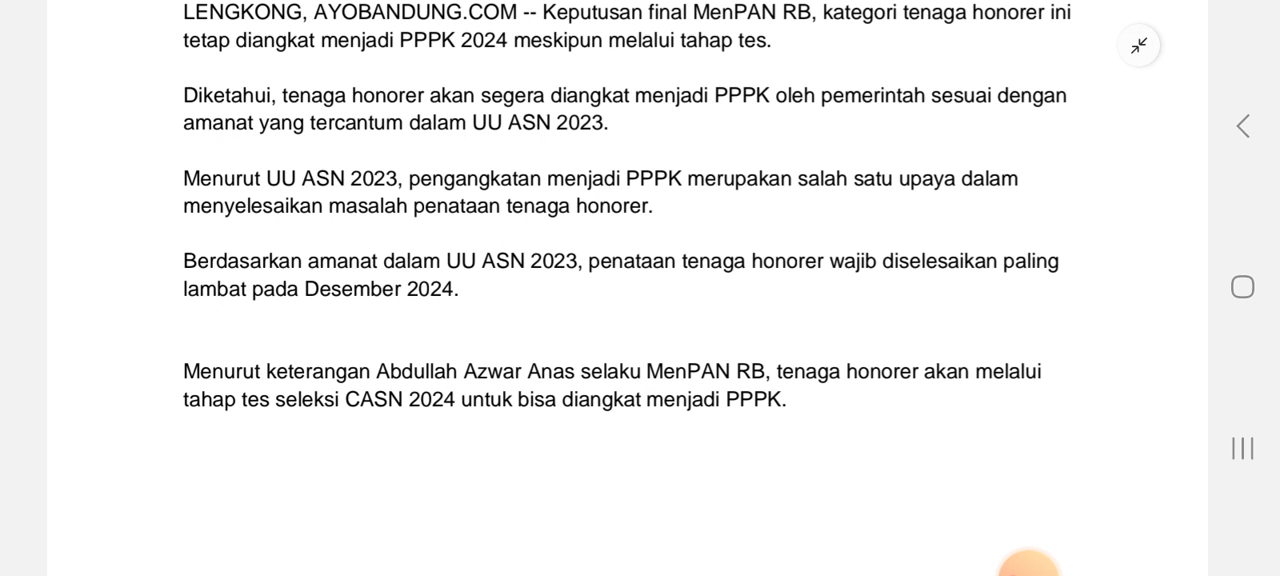 LENGKONG, AYOBANDUNG.COM -- Keputusan final MenPAN RB, kategori tenaga honorer ini
tetap diangkat menjadi PPPK 2024 meskipun melalui tahap tes.
Diketahui, tenaga honorer akan segera diangkat menjadi PPPK oleh pemerintah sesuai dengan
amanat yang tercantum dalam UU ASN 2023.
Menurut UU ASN 2023, pengangkatan menjadi PPPK merupakan salah satu upaya dalam
menyelesaikan masalah penataan tenaga honorer.
Berdasarkan amanat dalam UU ASN 2023, penataan tenaga honorer wajib diselesaikan paling
lambat pada Desember 2024.
Menurut keterangan Abdullah Azwar Anas selaku MenPAN RB, tenaga honorer akan melalui
tahap tes seleksi CASN 2024 untuk bisa diangkat menjadi PPPK.